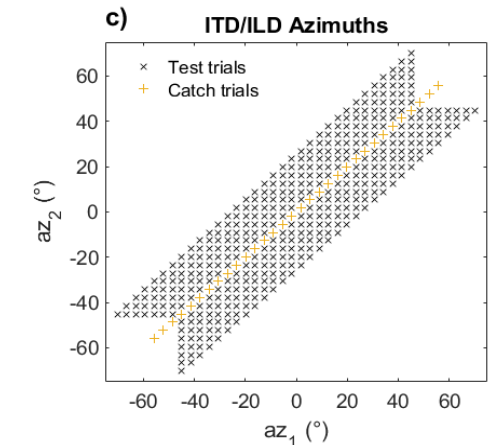 c)
ITD/ILD Azimuths
Test trials
Catch trials
60
40
20
0
-20
-40
-60
az2 (°)
-60 -40 -20 0 20 40 60
az1 (°)